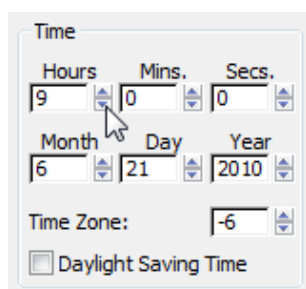 Time
Hours Mins. Secs.
9 0 0
Month Day Year
6 21 2010
Time Zone: -6
Daylight Saving Time